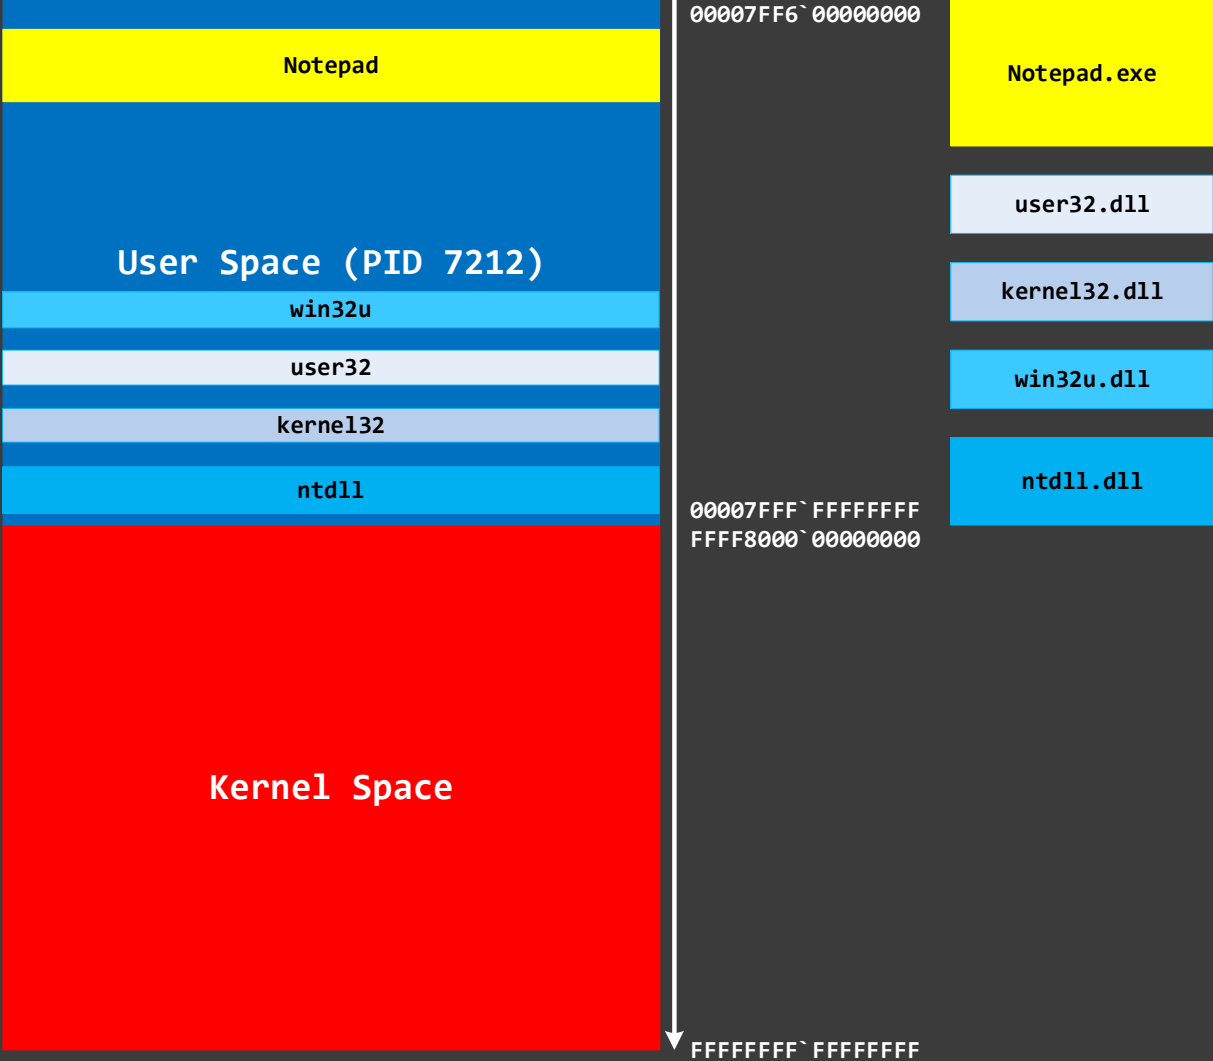 Notepad
User Space (PID 7212)
win32u
user32
kernel32
ntdll
Kernel Space
00007FF6`00000000
00007FFF`FFFFFFFF
FFFF8000`00000000
FFFFFFFF`FFFFFFFF
Notepad.exe
user32.dll
kernel32.dll
win32u.dll
ntdll.dll